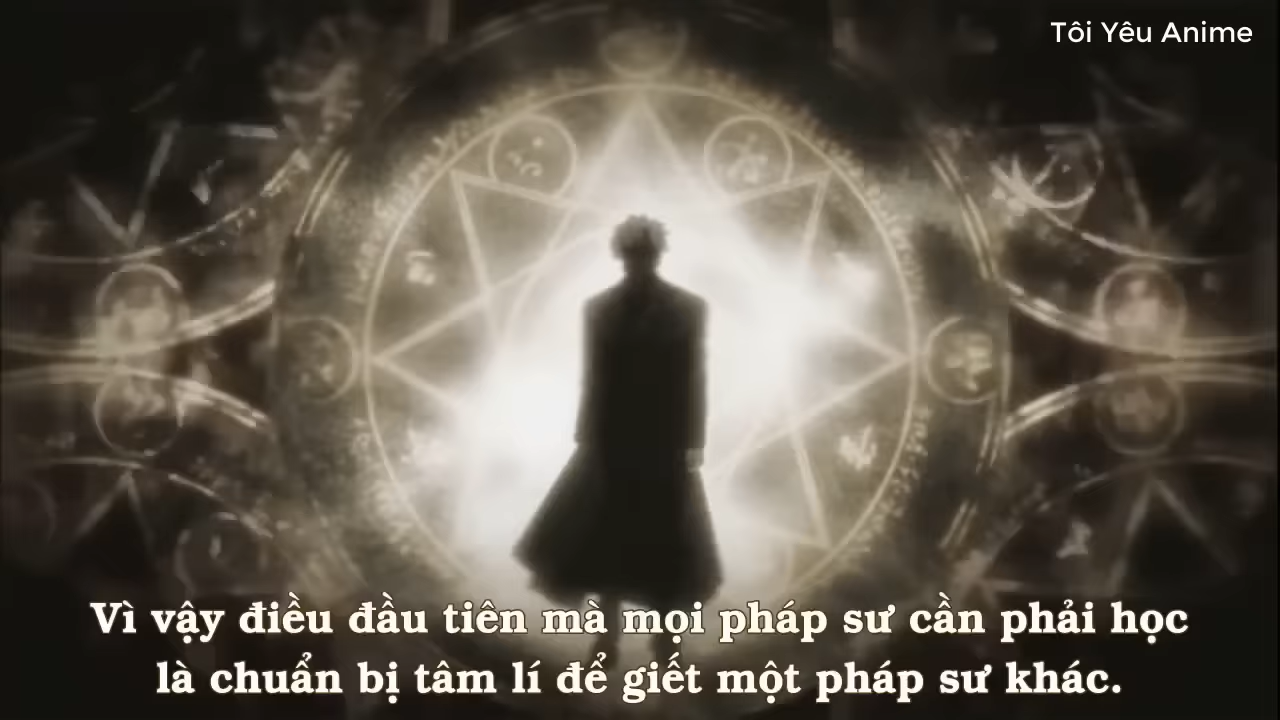 Tôi Yêu Anime
Vì vậy điều đầu tiên mà mọi pháp sư cần phải học
là chuẩn bị tâm lí để giết một pháp sư khác.